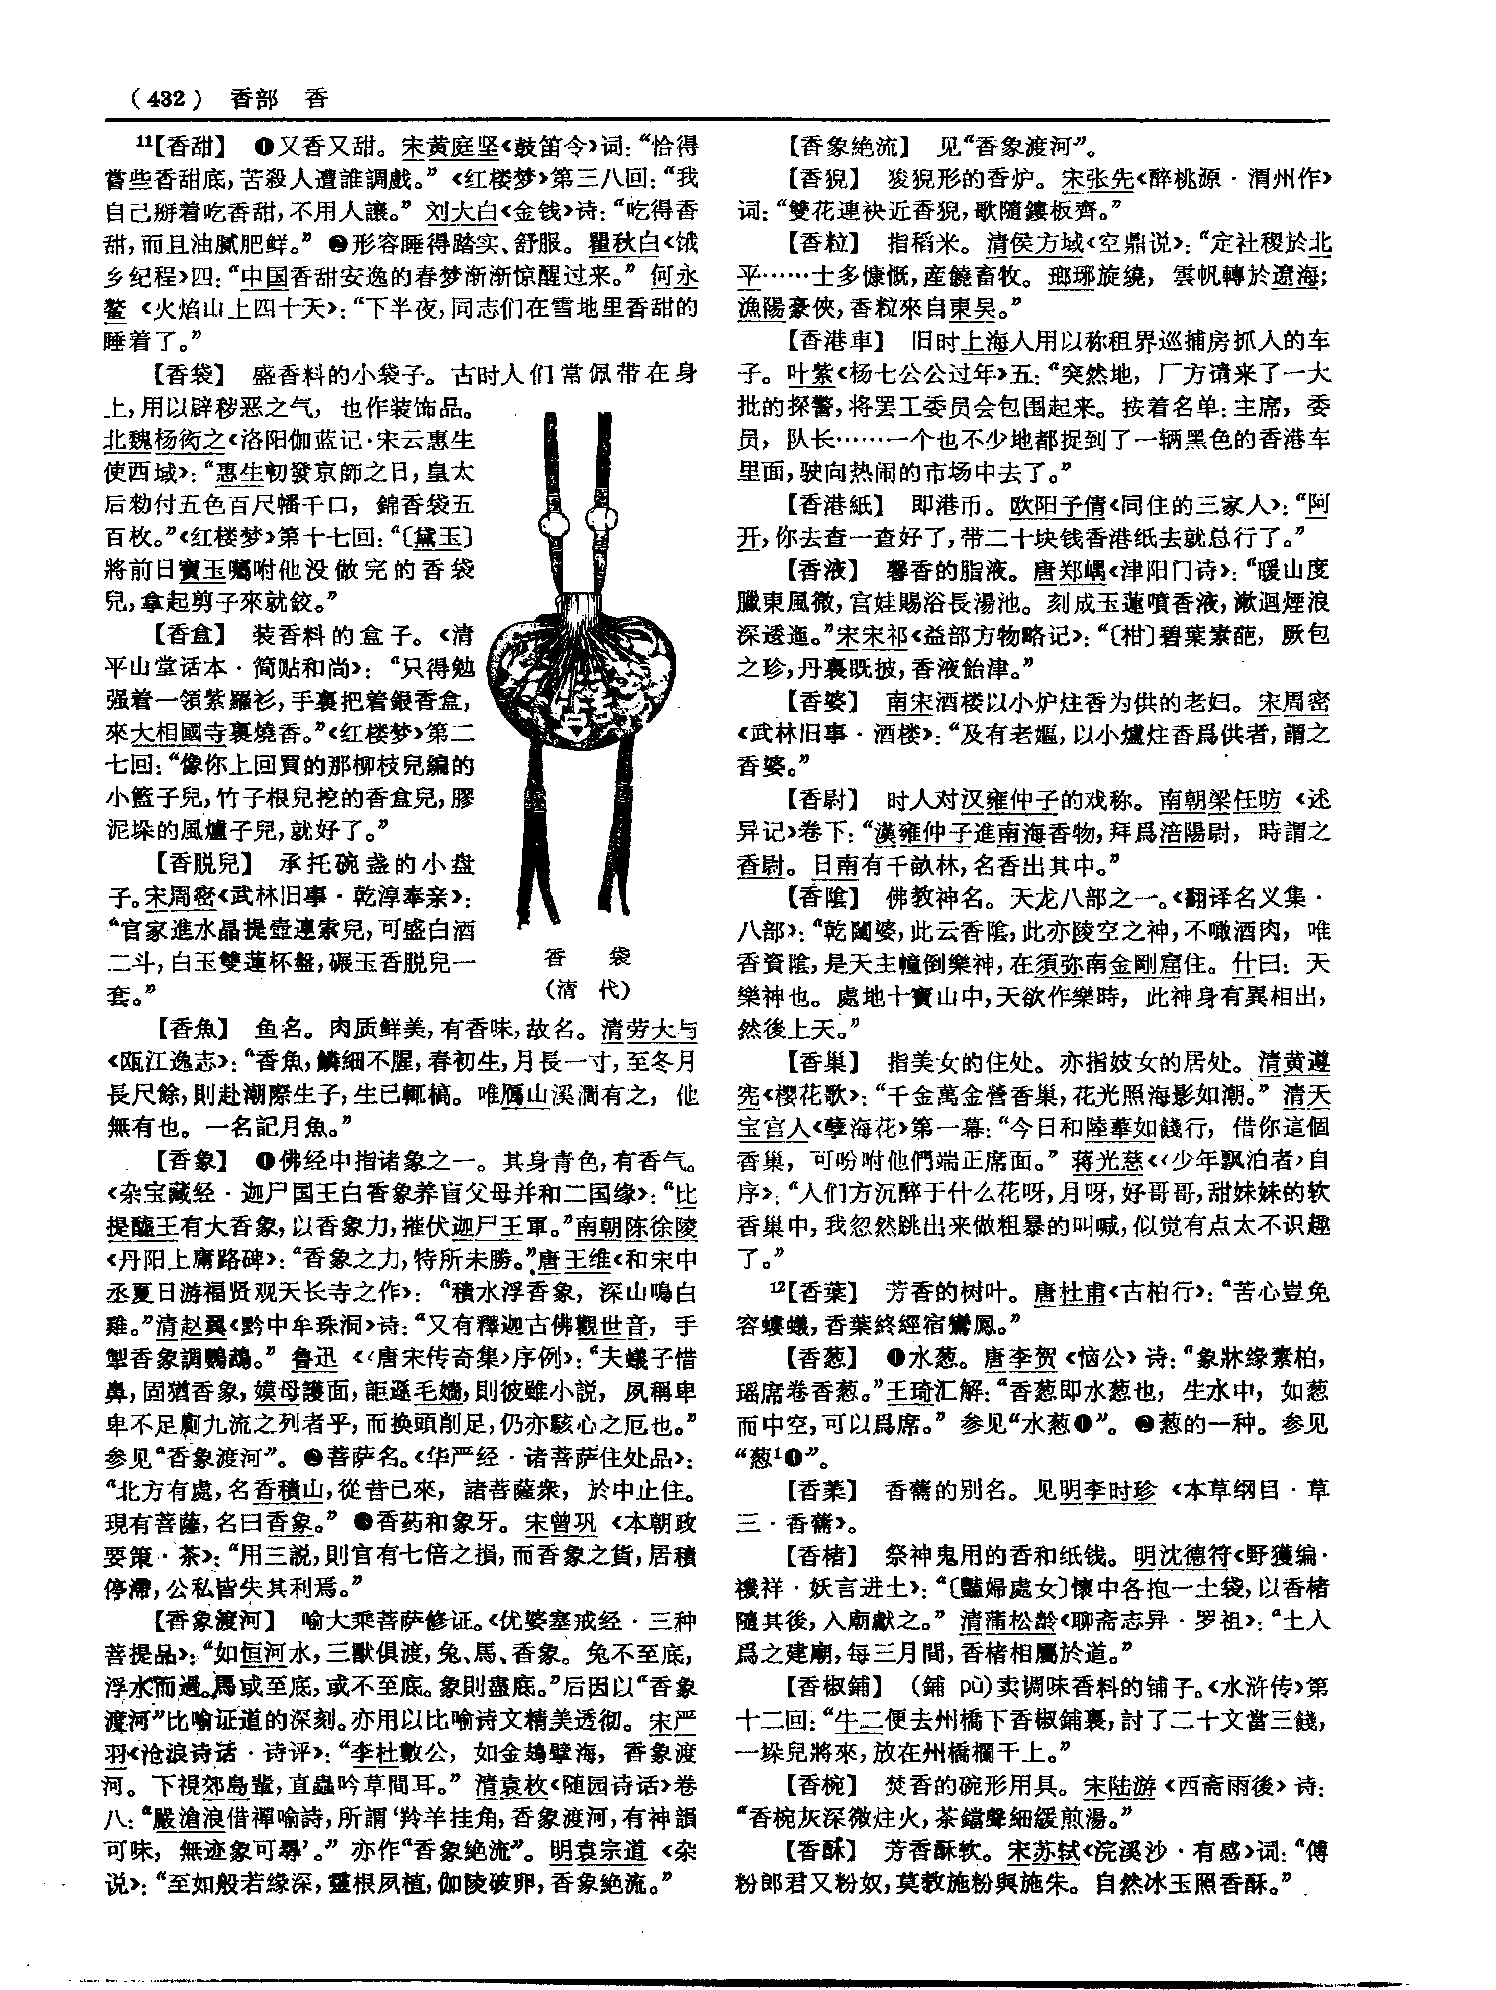 （432） 香部 香
11【香甜】 ❶又香又甜。宋黄庭坚《鼓笛令》词：“恰得
嘗些香甜底，苦殺人遭誰調戲。”《红楼梦》第三八回：“我
自己掰着吃香甜，不用人讓。” 刘大白《金钱》诗：“吃得香
甜，而且油腻肥鲜。”❷形容睡得踏实、舒服。瞿秋白《饿
乡纪程》四：“中国香甜安逸的春梦渐渐惊醒过来。” 何永
鳌《火焰山上四十天》：“下半夜，同志们在雪地里香甜的
睡着了。”
【香袋】 盛香料的小袋子。古时人们常佩带在身
上，用以辟秽恶之气， 也作装饰品。
北魏杨衒之《洛阳伽蓝记·宋云惠生
使西域》：“惠生初發京師之日，皇太
后勑付五色百尺幡千口， 錦香袋五
百枚。”《红楼梦》第十七回：“〔黛玉〕
將前日寶玉囑咐他没做完的香袋
兒，拿起剪子來就鉸。”
【香盒】 装香料的盒子。《清
平山堂话本·简贴和尚》：“只得勉
强着一領紫羅衫，手裏把着銀香盒，
來大相國寺裏燒香。”《红楼梦》第二
七回：“像你上回買的那柳枝兒編的
小籃子兒，竹子根兒挖的香盒兒，膠
泥垛的風爐子兒，就好了。”
【香脱兒】 承托碗盏的小盘
子。宋周密《武林旧事·乾淳奉亲》：
“官家進水晶提壺連索兒，可盛白酒
二斗，白玉雙蓮杯盤，碾玉香脱兒一
套。”
香 袋
（清 代）
【香魚】 鱼名。肉质鲜美，有香味，故名。清劳大与
《瓯江逸志》：“香魚，鱗細不腥，春初生，月長一寸，至冬月
長尺餘，則赴潮際生子，生已輒槁。唯鴈山溪澗有之， 他
無有也。一名記月魚。”
【香象】 ❶佛经中指诸象之一。其身青色，有香气。
《杂宝藏经·迦尸国王白香象养盲父母并和二国缘》：“比
提醯王有大香象，以香象力，摧伏迦尸王軍。”南朝陈徐陵
《丹阳上庸路碑》：“香象之力，特所未勝。”唐王维《和宋中
丞夏日游福贤观天长寺之作》：“積水浮香象， 深山鳴白
雞。”清赵翼《黔中牟珠洞》诗：“又有釋迦古佛觀世音， 手
掣香象調鸚鵡。” 鲁迅《〈唐宋传奇集〉序例》：“夫蟻子惜
鼻，固猶香象，嫫母護面，詎遜毛嬙，則彼雖小説， 夙稱卑
卑不足廁九流之列者乎，而换頭削足，仍亦駭心之厄也。”
参见“香象渡河”。❷菩萨名。《华严经·诸菩萨住处品》：
“北方有處，名香積山，從昔已來， 諸菩薩衆， 於中止住。
現有菩薩，名曰香象。” ❸香药和象牙。宋曾巩《本朝政
要策·茶》：“用三説，則官有七倍之損，而香象之貨，居積
停滯，公私皆失其利焉。”
【香象渡河】 喻大乘菩萨修证。《优婆塞戒经·三种
菩提品》：“如恒河水，三獸俱渡，兔、馬、香象。兔不至底，
浮水而過。馬或至底，或不至底。象則盡底。”后因以“香象
渡河”比喻证道的深刻。亦用以比喻诗文精美透彻。宋严
羽《沧浪诗话·诗评》：“李杜數公， 如金鳷擘海， 香象渡
河。下視郊島輩，直蟲吟草間耳。” 清袁枚《随园诗话》卷
八：“嚴滄浪借禪喻詩，所謂‘羚羊挂角，香象渡河，有神韻
可味， 無迹象可尋’。”亦作“香象絶流”。明袁宗道《杂
说》：“至如般若缘深，靈根夙植，伽陵破卵，香象絶流。”
【香象绝流】 见“香象渡河”。
【香猊】 狻猊形的香炉。宋张先《醉桃源·渭州作》
词：“雙花連袂近香猊，歌隨鏤板齊。”
【香粒】 指稻米。清侯方域《空鼎说》：“定社稷於北
平……士多慷慨，産饒畜牧。瑯琊旋繞， 雲帆轉於遼海；
漁陽豪俠，香粒來自東吴。”
【香港車】 旧时上海人用以称租界巡捕房抓人的车
子。叶紫《杨七公公过年》五：“突然地， 厂方请来了一大
批的探警，将罢工委员会包围起来。按着名单：主席， 委
员， 队长……一个也不少地都捉到了一辆黑色的香港车
里面，驶向热闹的市场中去了。”
【香港紙】 即港币。欧阳予倩《同住的三家人》：“阿
开，你去查一查好了，带二十块钱香港纸去就总行了。”
【香液】 馨香的脂液。唐郑嵎《津阳门诗》：“暖山度
臘東風微，宫娃賜浴長湯池。刻成玉蓮噴香液，漱迴煙浪
深逶迤。”宋宋祁《益部方物略记》：“〔柑〕碧葉素葩， 厥包
之珍，丹裏既披，香液飴津。”
【香婆】 南宋酒楼以小炉炷香为供的老妇。宋周密
《武林旧事·酒楼》：“及有老嫗，以小爐炷香爲供者，謂之
香婆。”
【香尉】 时人对汉雍仲子的戏称。南朝梁任昉《述
异记》卷下：“漢雍仲子進南海香物，拜爲涪陽尉， 時謂之
香尉。日南有千畝林，名香出其中。”
【香陰】 佛教神名。天龙八部之一。《翻译名义集·
八部》：“乾闥婆，此云香陰，此亦陵空之神，不噉酒肉， 唯
香資陰，是天主幢倒樂神，在須弥南金剛窟住。什曰： 天
樂神也。處地十寶山中，天欲作樂時， 此神身有異相出，
然後上天。”
【香巢】 指美女的住处。亦指妓女的居处。清黄遵
宪《樱花歌》：“千金萬金營香巢，花光照海影如潮。” 清天
宝宫人《孽海花》第一幕：“今日和陸華如餞行， 借你這個
香巢， 可吩咐他們端正席面。” 蒋光慈《〈少年飘泊者〉自
序》：“人们方沉醉于什么花呀，月呀，好哥哥，甜妹妹的软
香巢中，我忽然跳出来做粗暴的叫喊，似觉有点太不识趣
了。”
12【香葉】 芳香的树叶。唐杜甫《古柏行》：“苦心豈免
容螻蟻，香葉終經宿鸞鳳。”
【香葱】 ❶水葱。唐李贺《恼公》诗：“象牀缘素柏，
瑶席卷香葱。”王琦汇解：“香葱即水葱也， 生水中， 如葱
而中空，可以爲席。” 参见“水葱❶”。❷葱的一种。参见
“葱1❶”。
【香葇】 香薷的别名。见明李时珍《本草纲目·草
三·香薷》。
【香楮】 祭神鬼用的香和纸钱。明沈德符《野獲编·
禨祥·妖言进士》：“〔豔婦處女〕懷中各抱一土袋，以香楮
隨其後，入廟獻之。” 清蒲松龄《聊斋志异·罗祖》：“土人
爲之建廟，每三月間，香楮相屬於道。”
【香椒鋪】 （鋪 pù）卖调味香料的铺子。《水浒传》第
十二回：“牛二便去州橋下香椒鋪裏，討了二十文當三錢，
一垛兒將來，放在州橋欄干上。”
【香椀】 焚香的碗形用具。宋陆游《西斋雨後》诗：
“香椀灰深微炷火，茶鐺聲細緩煎湯。”
【香酥】 芳香酥软。宋苏轼《浣溪沙·有感》词：“傅
粉郎君又粉奴，莫教施粉與施朱。自然冰玉照香酥。”